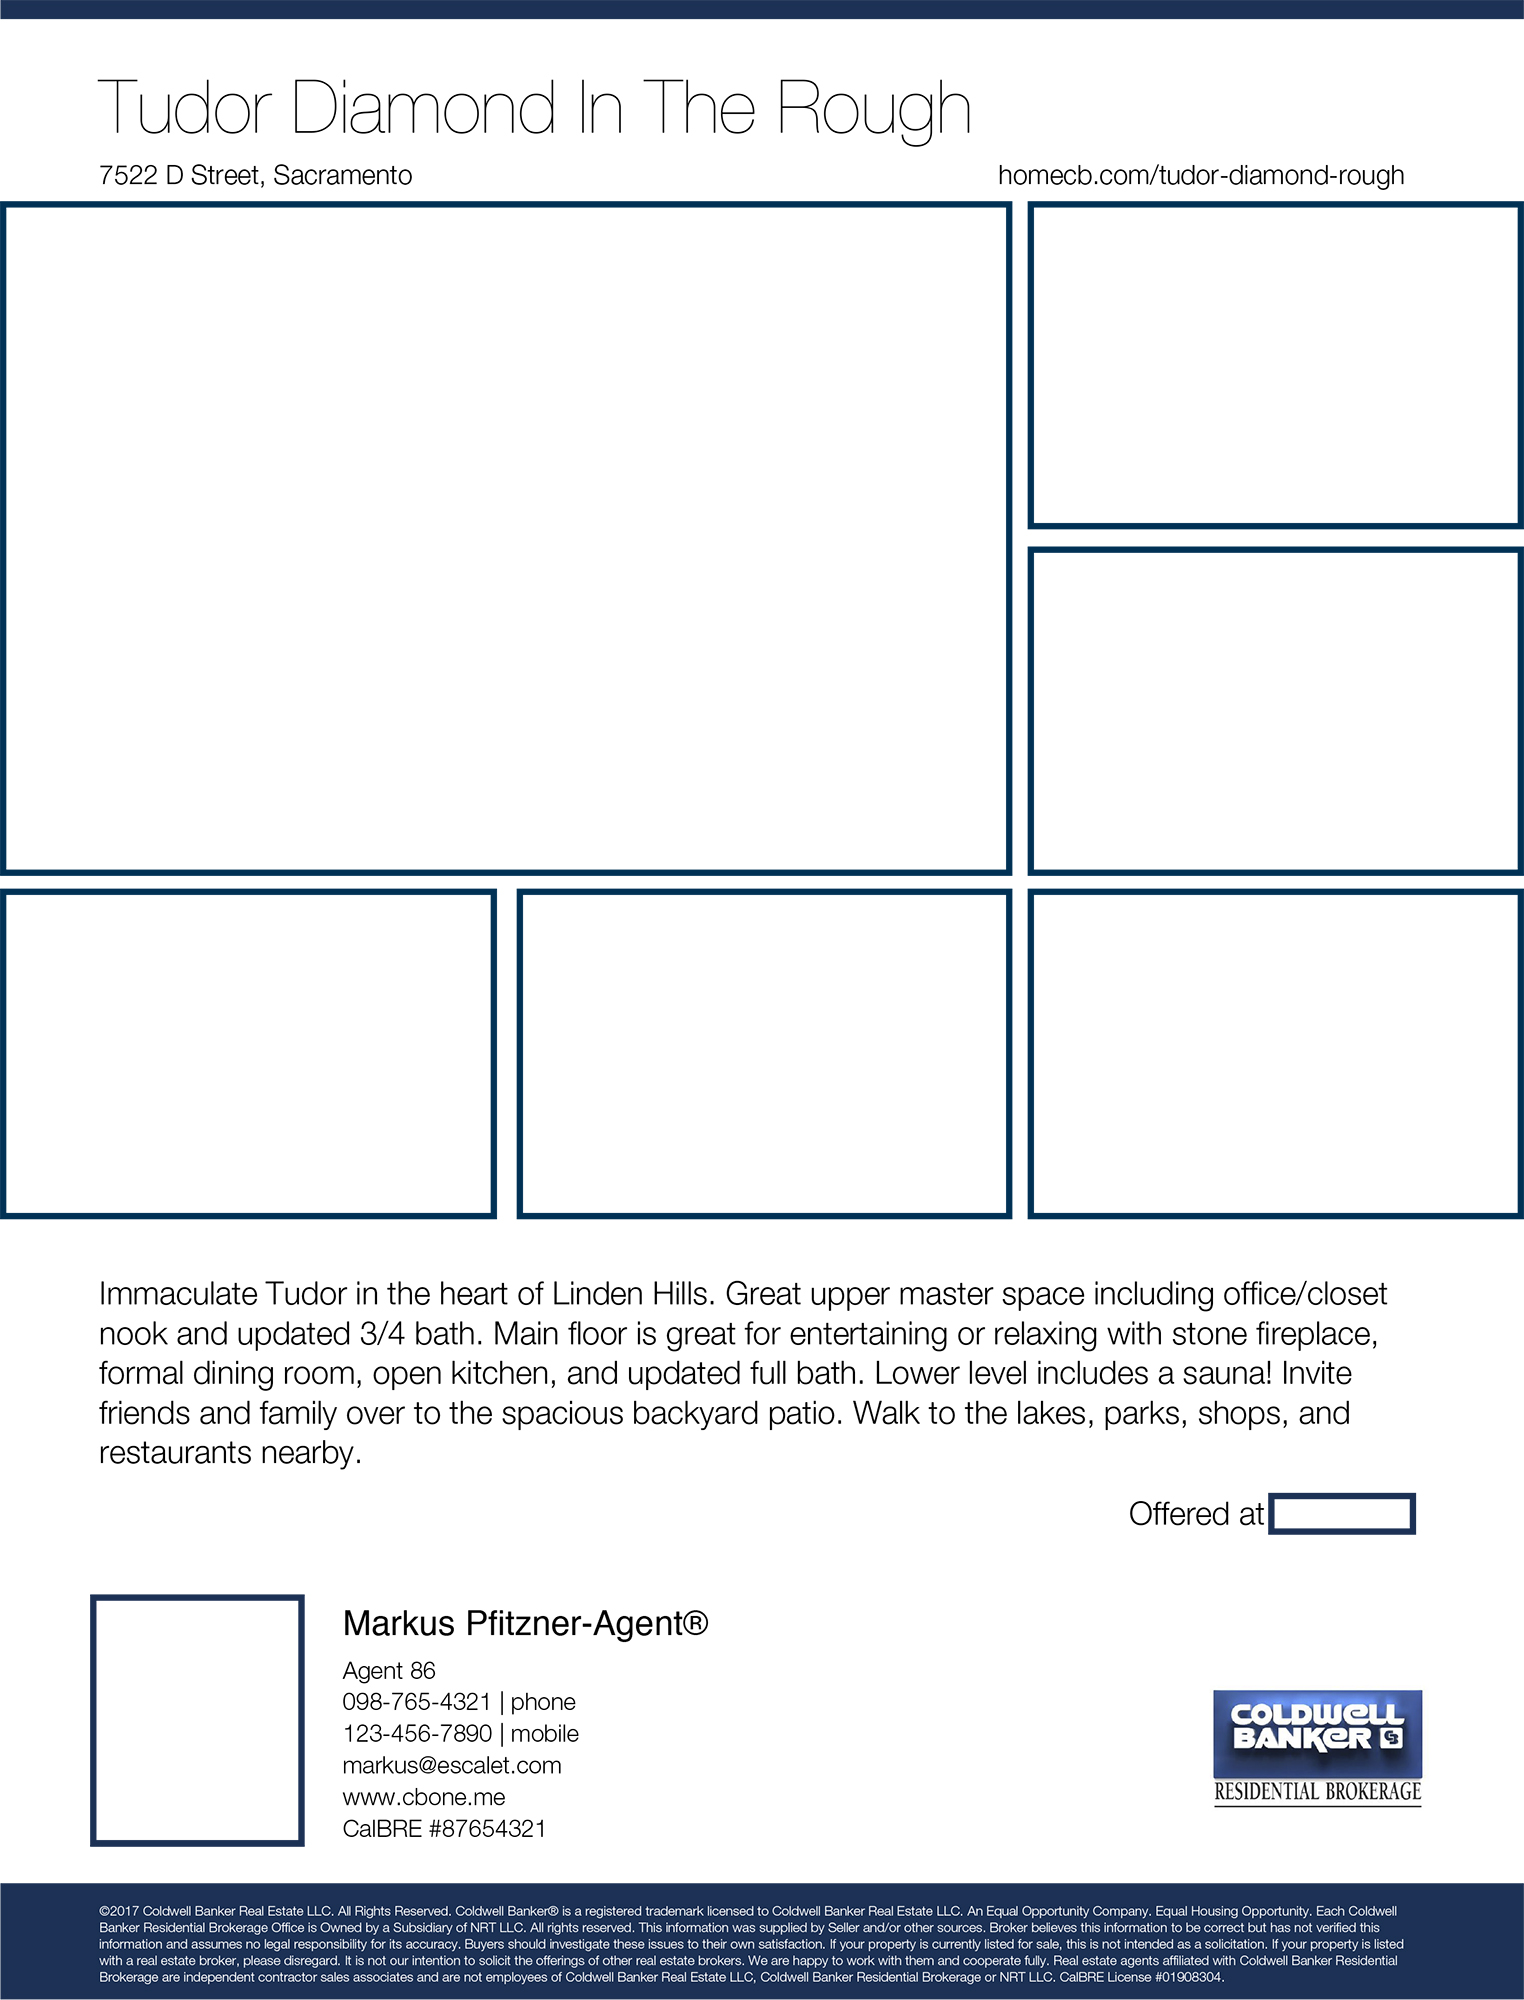 Tudor Diamond In The Rough
7522 D Street, Sacramento
homecb.com/tudor-diamond-rough
Immaculate Tudor in the heart of Linden Hills. Great upper master space including office/closet
nook and updated 3/4 bath. Main floor is great for entertaining or relaxing with stone fireplace,
formal dining room, open kitchen, and updated full bath. Lower level includes a sauna! Invite
friends and family over to the spacious backyard patio. Walk to the lakes, parks, shops, and
restaurants nearby.
Offered at
Markus Pfitzner-Agent®
Agent 86
098-765-4321 | phone
123-456-7890 | mobile
markus@escalet.com
www.cbone.me
CalBRE #87654321
COLDWELL
BANKER CB
RESIDENTIAL BROKERAGE
©2017 Coldwell Banker Real Estate LLC. All Rights Reserved. Coldwell Banker® is a registered trademark licensed to Coldwell Banker Real Estate LLC. An Equal Opportunity Company. Equal Housing Opportunity. Each Coldwell
Banker Residential Brokerage Office is Owned by a Subsidiary of NRT LLC. All rights reserved. This information was supplied by Seller and/or other sources. Broker believes this information to be correct but has not verified this
information and assumes no legal responsibility for its accuracy. Buyers should investigate these issues to their own satisfaction. If your property is currently listed for sale, this is not intended as a solicitation. If your property is listed
with a real estate broker, please disregard. It is not our intention to solicit the offerings of other real estate brokers. We are happy to work with them and cooperate fully. Real estate agents affiliated with Coldwell Banker Residential
Brokerage are independent contractor sales associates and are not employees of Coldwell Banker Real Estate LLC, Coldwell Banker Residential Brokerage or NRT LLC. CalBRE License #01908304.